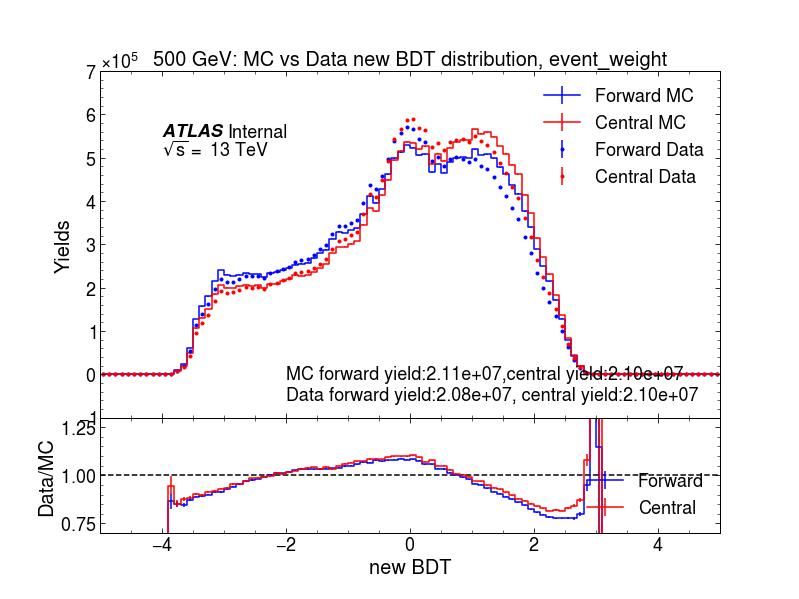 ×10⁵ 500 GeV: MC vs Data new BDT distribution, event_weight
7
6
5
4
3
2
1
0
−1
Yields
ATLAS Internal
√s = 13 TeV
Forward MC
Central MC
Forward Data
Central Data
MC forward yield:2.11e+07,central yield:2.10e+07
Data forward yield:2.08e+07, central yield:2.10e+07
1.25
1.00
0.75
Data/MC
Forward
Central
−4 −2 0 2 4
new BDT